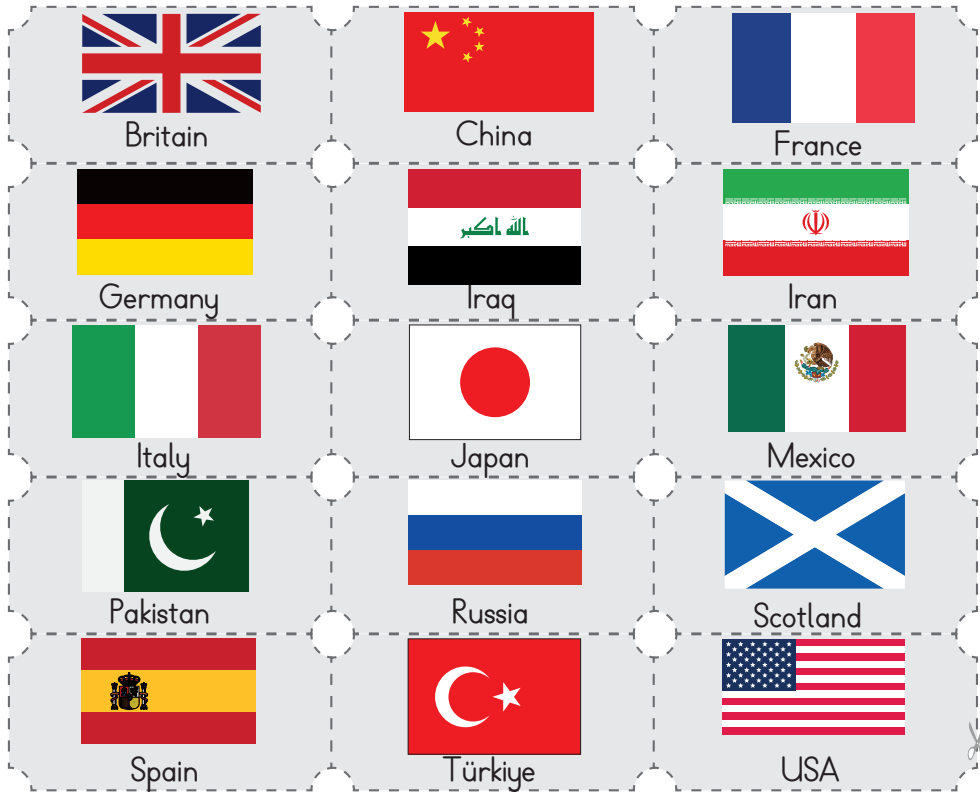 Britain
China
France
Germany
الله اكبر
Iraq
Iran
Italy
Japan
Mexico
Pakistan
Russia
Scotland
Spain
Türkiye
USA